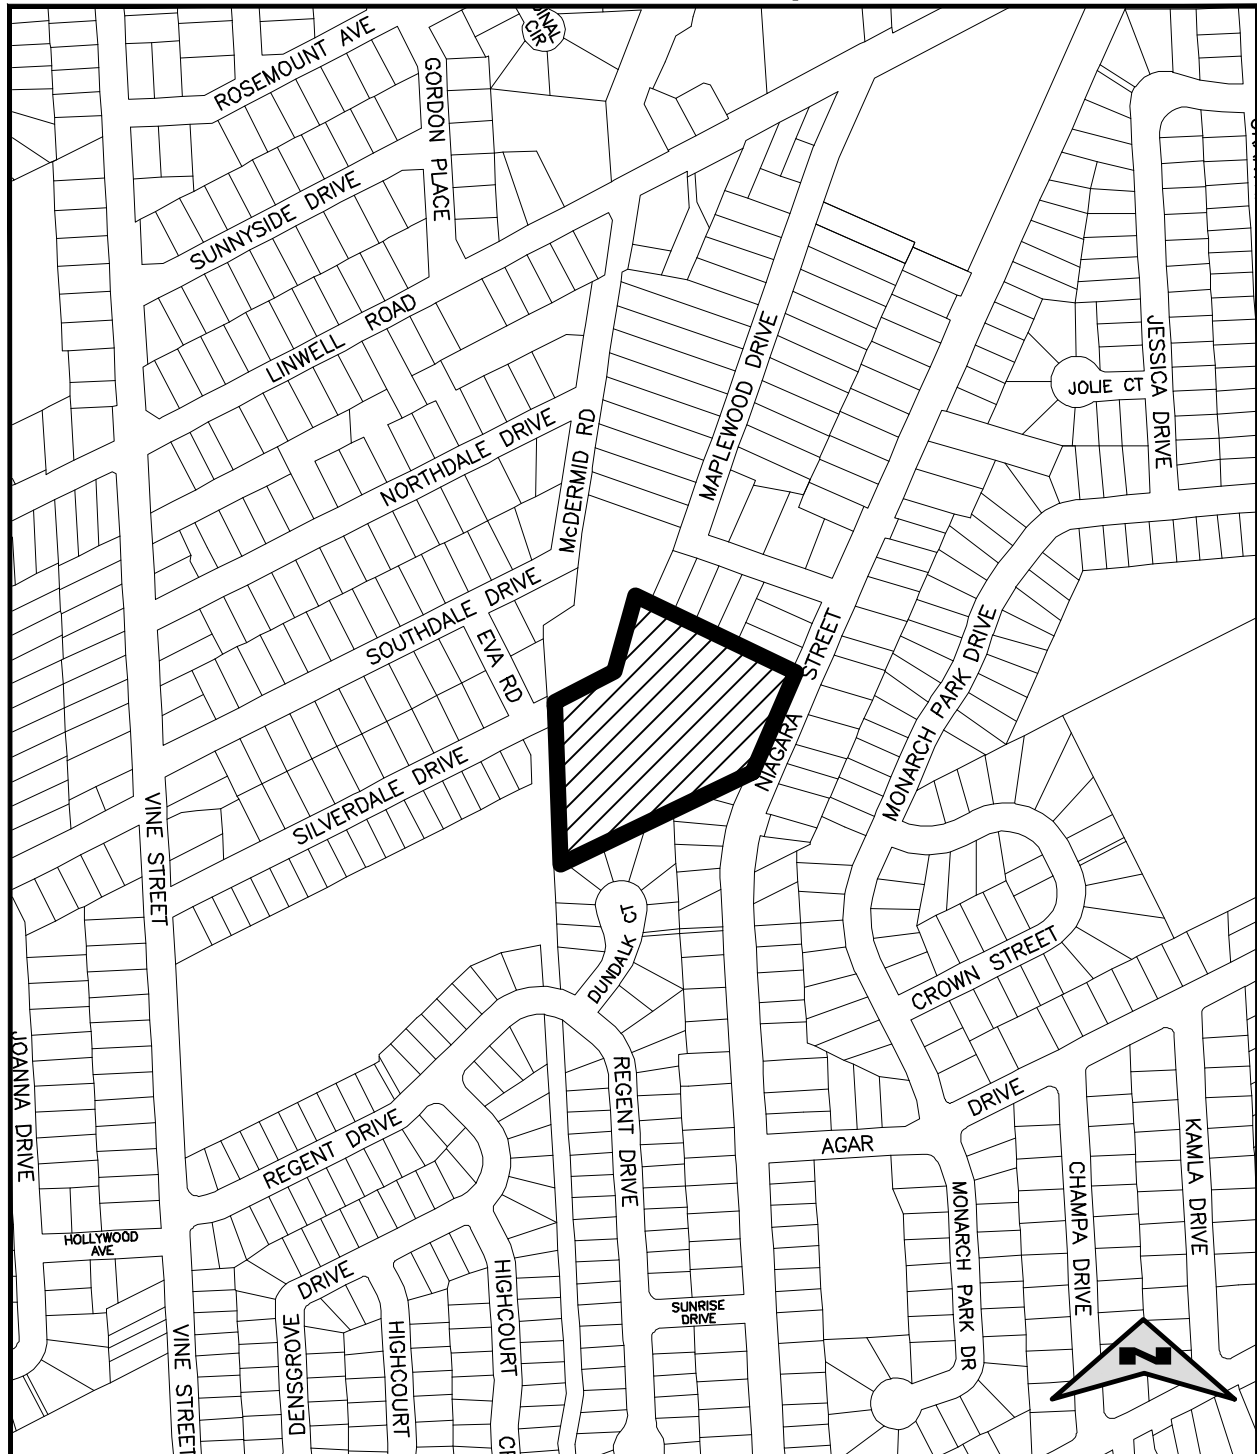 ROSEMOUNT AVE
CIR
GORDON PLACE
SUNNYSIDE DRIVE
LINWELL ROAD
MAPLEWOOD DRIVE
JESSICA DRIVE
JOLIE CT
NORTHDALE DRIVE
McDERMID RD
SOUTHDALE DRIVE
EVA RD
NIAGARA STREET
MONARCH PARK DRIVE
SILVERDALE DRIVE
VINE STREET
DUNDALK CT
CROWN STREET
JOANNA DRIVE
REGENT DRIVE
REGENT DRIVE
AGAR DRIVE
KAMLA DRIVE
CHAMPA DRIVE
MONARCH PARK DR
HOLLYWOOD
AVE
DENSGROVE DRIVE
HIGHCOURT
HIGHCOURT
SUNRISE
DRIVE
VINE STREET
N